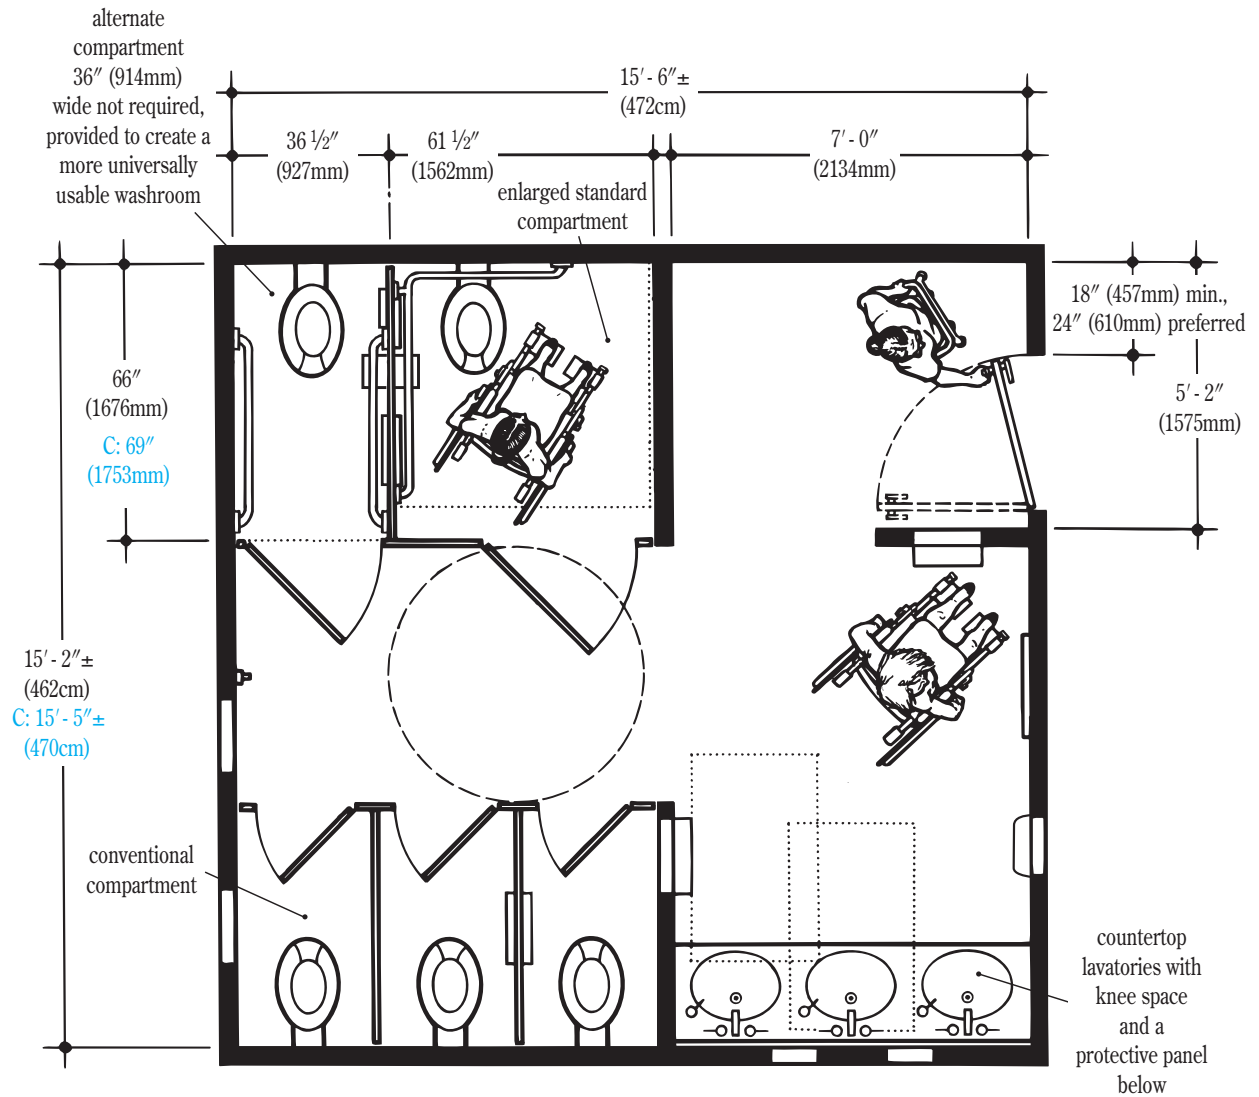 alternate
compartment
36″ (914mm)
wide not required,
provided to create a
more universally
usable washroom
15′ - 6″±
(472cm)
36 ½″
(927mm)
61 ½″
(1562mm)
7′ - 0″
(2134mm)
enlarged standard
compartment
18″ (457mm) min.,
24″ (610mm) preferred
5′ - 2″
(1575mm)
66″
(1676mm)
C: 69″
(1753mm)
15′ - 2″±
(462cm)
C: 15′ - 5″±
(470cm)
conventional
compartment
countertop
lavatories with
knee space
and a
protective panel
below